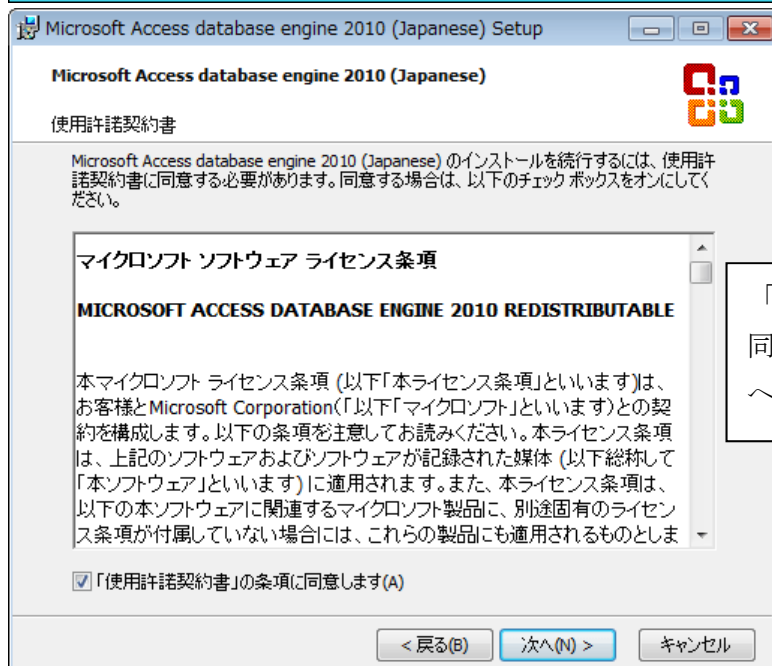 Microsoft Access database engine 2010 (Japanese) Setup
Microsoft Access database engine 2010 (Japanese)
使用許諾契約書
Microsoft Access database engine 2010 (Japanese) のインストールを続行するには、使用許
諾契約書に同意する必要があります。同意する場合は、以下のチェック ボックスをオンにしてく
ださい。
マイクロソフト ソフトウェア ライセンス条項
MICROSOFT ACCESS DATABASE ENGINE 2010 REDISTRIBUTABLE
本マイクロソフト ライセンス条項 (以下「本ライセンス条項」といいます)は、
お客様とMicrosoft Corporation(「以下「マイクロソフト」といいます)との契
約を構成します。以下の条項を注意してお読みください。本ライセンス条項
は、上記のソフトウェアおよびソフトウェアが記録された媒体 (以下総称して
「本ソフトウェア」といいます) に適用されます。また、本ライセンス条項は、
以下の本ソフトウェアに関連するマイクロソフト製品に、別途固有のライセン
ス条項が付属していない場合には、これらの製品にも適用されるものとしま
「
同
へ
「使用許諾契約書」の条項に同意します(A)
< 戻る(B)
次へ(N) >
キャンセル